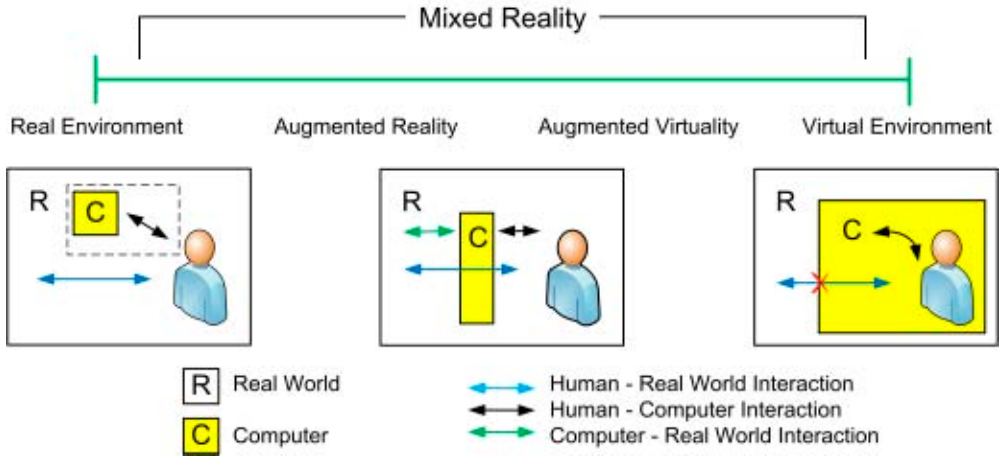 Mixed Reality
Real Environment Augmented Reality Augmented Virtuality Virtual Environment
R C
R C
R C
R Real World
C Computer
Human - Real World Interaction
Human - Computer Interaction
Computer - Real World Interaction